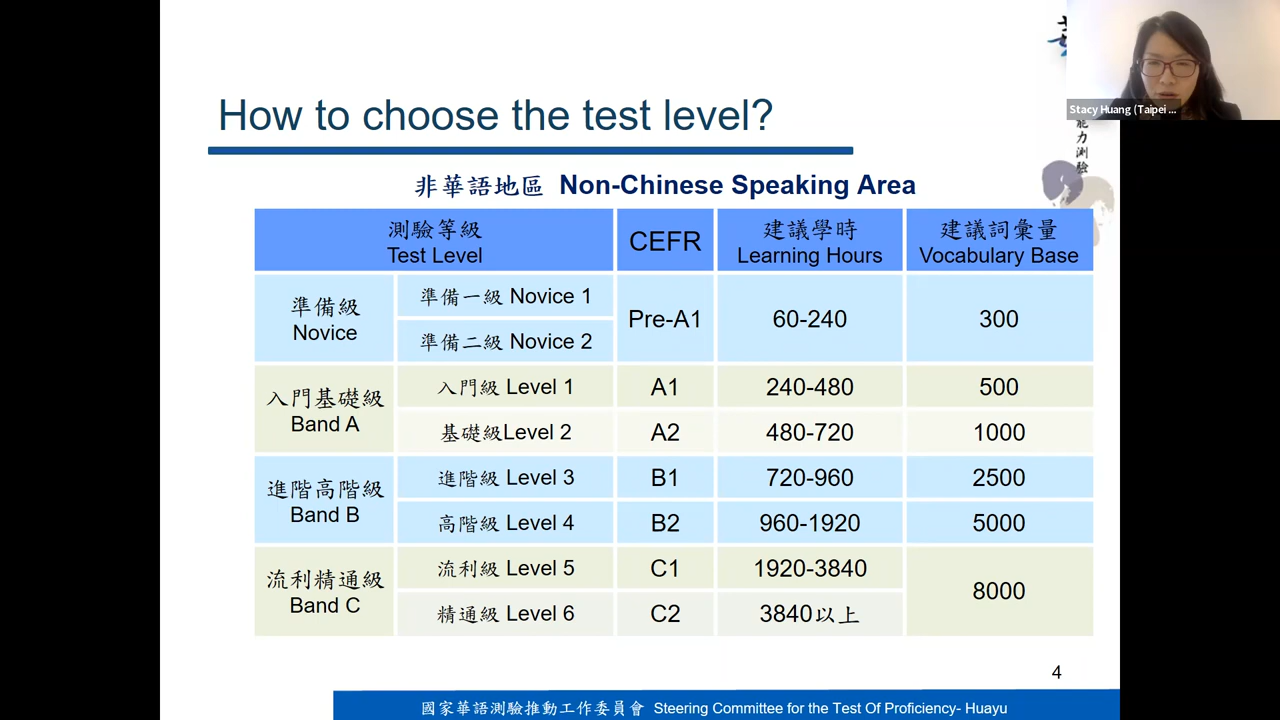 Stacy Huang (Taipei ...
How to choose the test level?
能力測驗
非華語地區 Non-Chinese Speaking Area
測驗等級
Test Level
CEFR
建議學時
Learning Hours
建議詞彙量
Vocabulary Base
準備級
Novice
準備一級 Novice 1
準備二級 Novice 2
Pre-A1
60-240
300
入門基礎級
Band A
入門級 Level 1
A1
240-480
500
基礎級Level 2
A2
480-720
1000
進階高階級
Band B
進階級 Level 3
B1
720-960
2500
高階級 Level 4
B2
960-1920
5000
流利精通級
Band C
流利級 Level 5
C1
1920-3840
8000
精通級 Level 6
C2
3840以上
4
國家華語測驗推動工作委員會 Steering Committee for the Test Of Proficiency- Huayu